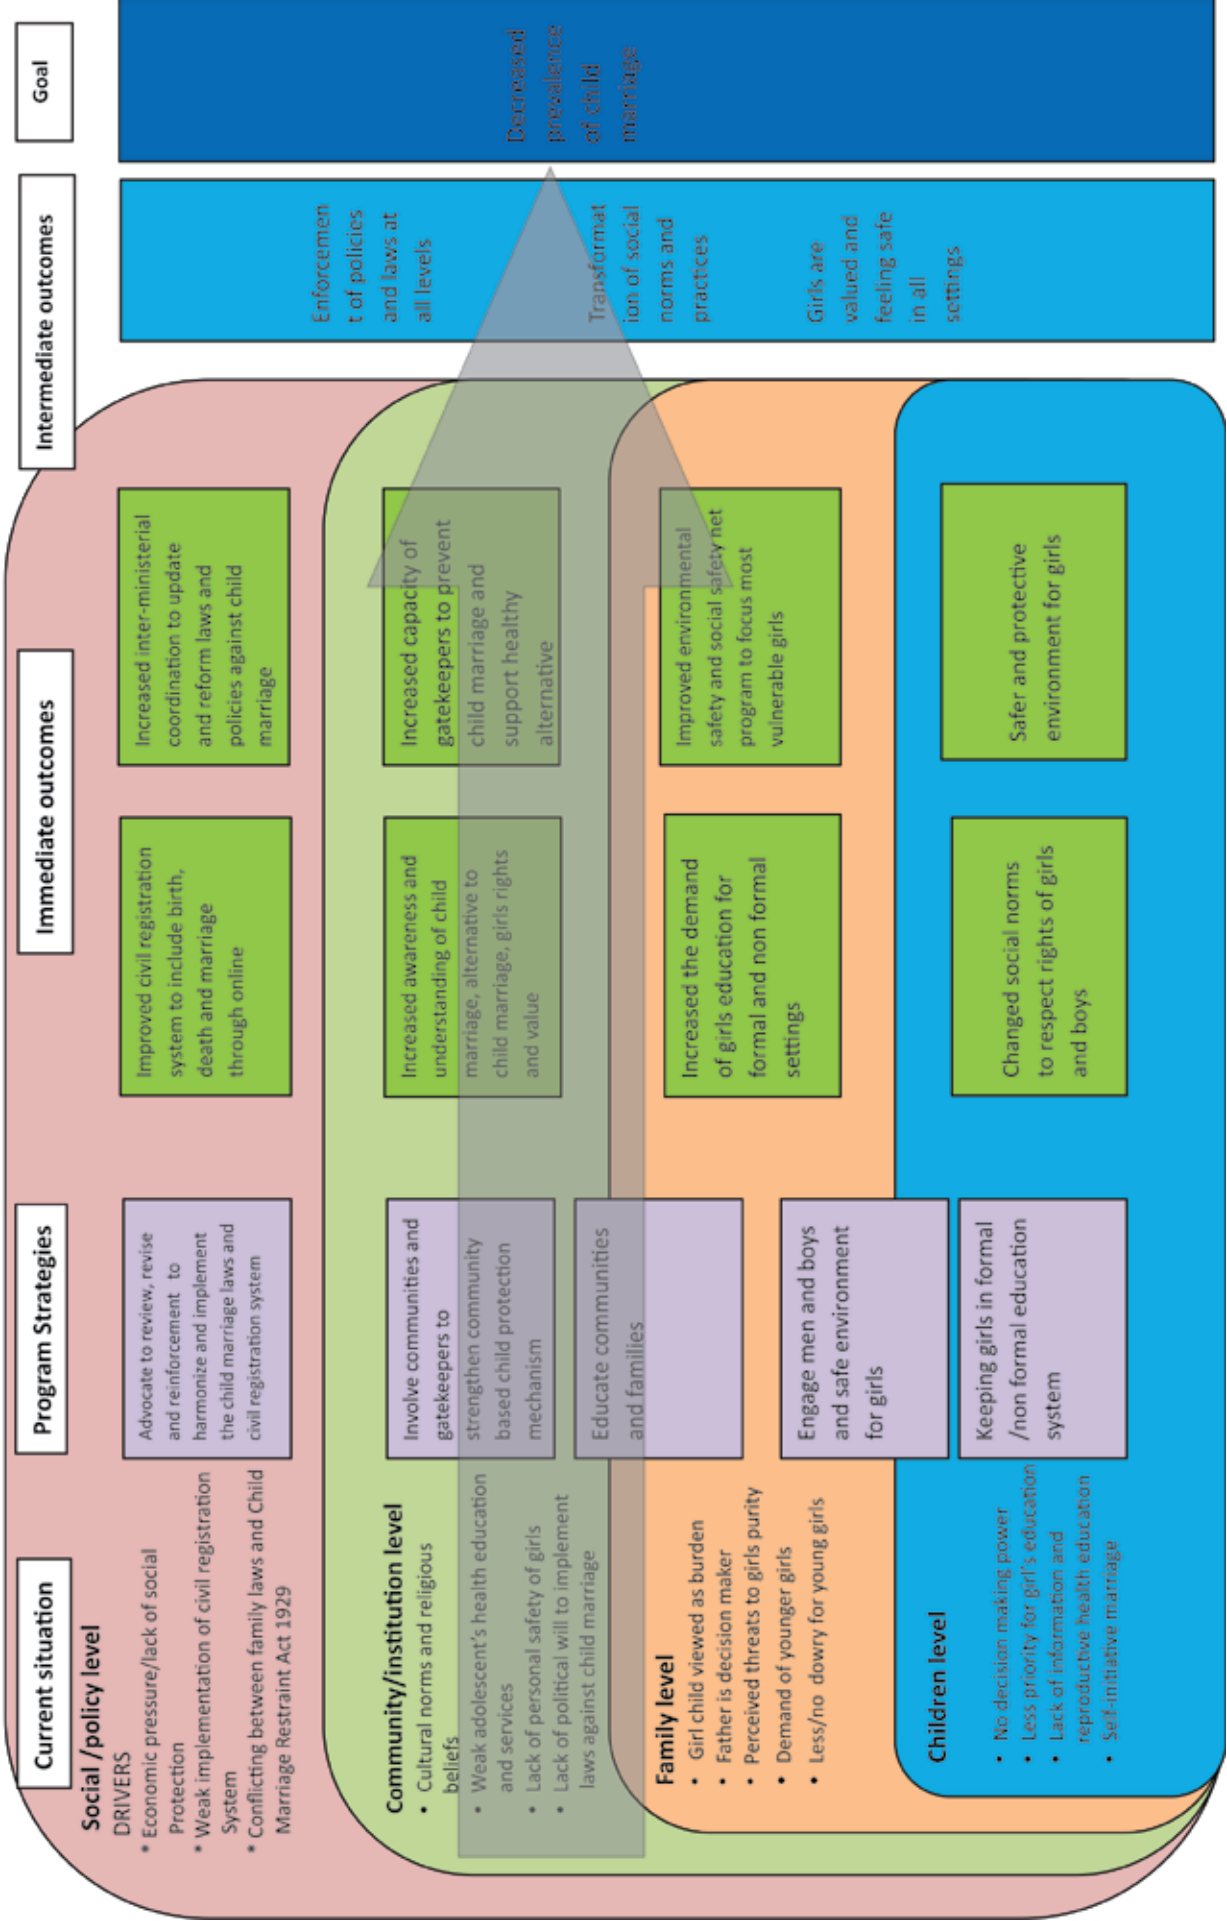 Current situation
Program Strategies
Immediate outcomes
Intermediate outcomes
Goal
Social /policy level
DRIVERS
* Economic pressure/lack of social
Protection
* Weak implementation of civil registration
System
* Conflicting between family laws and Child
Marriage Restraint Act 1929
Advocate to review, revise
and reinforcement to
harmonize and implement
the child marriage laws and
civil registration system
Improved civil registration
system to include birth,
death and marriage
through online
Increased inter-ministerial
coordination to update
and reform laws and
policies against child
marriage
Community/institution level
• Cultural norms and religious
beliefs
• Weak adolescent's health education
and services
• Lack of personal safety of girls
• Lack of political will to implement
laws against child marriage
Involve communities and
gatekeepers to
strengthen community
based child protection
mechanism
Educate communities
and families
Increased awareness and
understanding of child
marriage, alternative to
child marriage, girls rights
and value
Increased capacity of
gatekeepers to prevent
child marriage and
support healthy
alternative
Family level
• Girl child viewed as burden
• Father is decision maker
• Perceived threats to girls purity
• Demand of younger girls
• Less/no dowry for young girls
Engage men and boys
and safe environment
for girls
Increased the demand
of girls education for
formal and non formal
settings
Improved environmental
safety and social safety net
program to focus most
vulnerable girls
Children level
• No decision making power
• Less priority for girl's education
• Lack of information and
reproductive health education
• Self-initiative marriage
Keeping girls in formal
/non formal education
system
Changed social norms
to respect rights of girls
and boys
Safer and protective
environment for girls
Enforcemen
t of policies
and laws at
all levels
Transformat
ion of social
norms and
practices
Girls are
valued and
feeling safe
in all
settings
Decreased
prevalence
of child
marriage